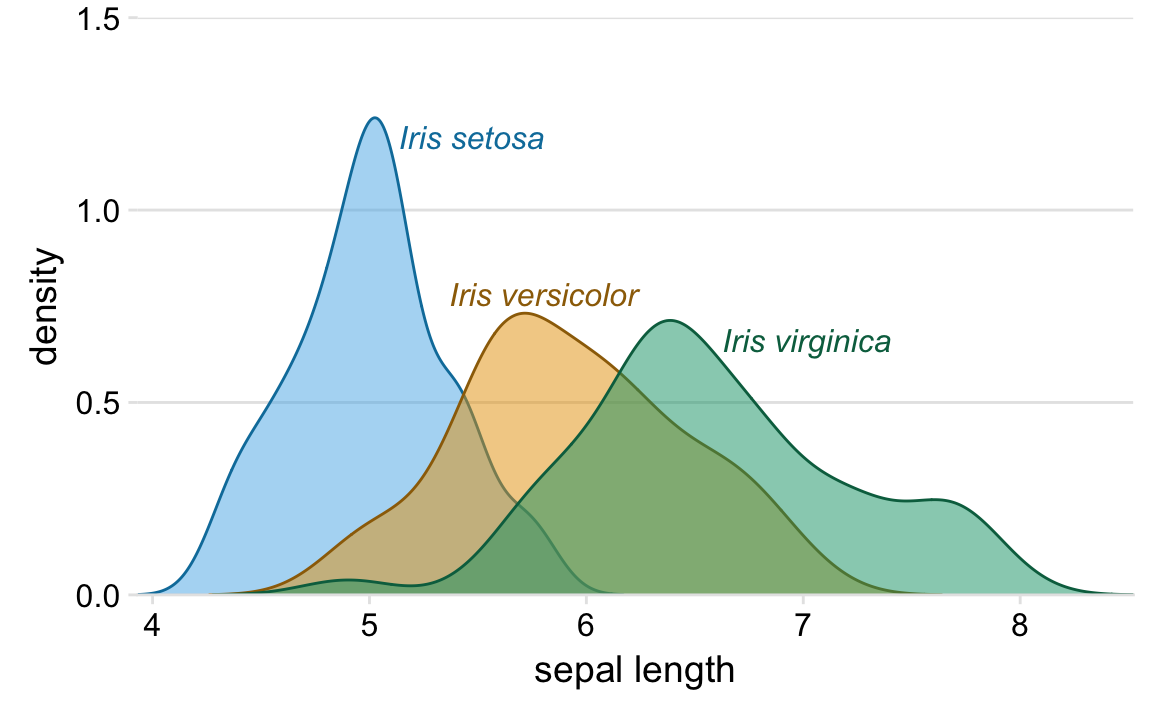 1.5
Iris setosa
1.0
density
Iris versicolor
Iris virginica
0.5
0.0
4 5 6 7 8
sepal length